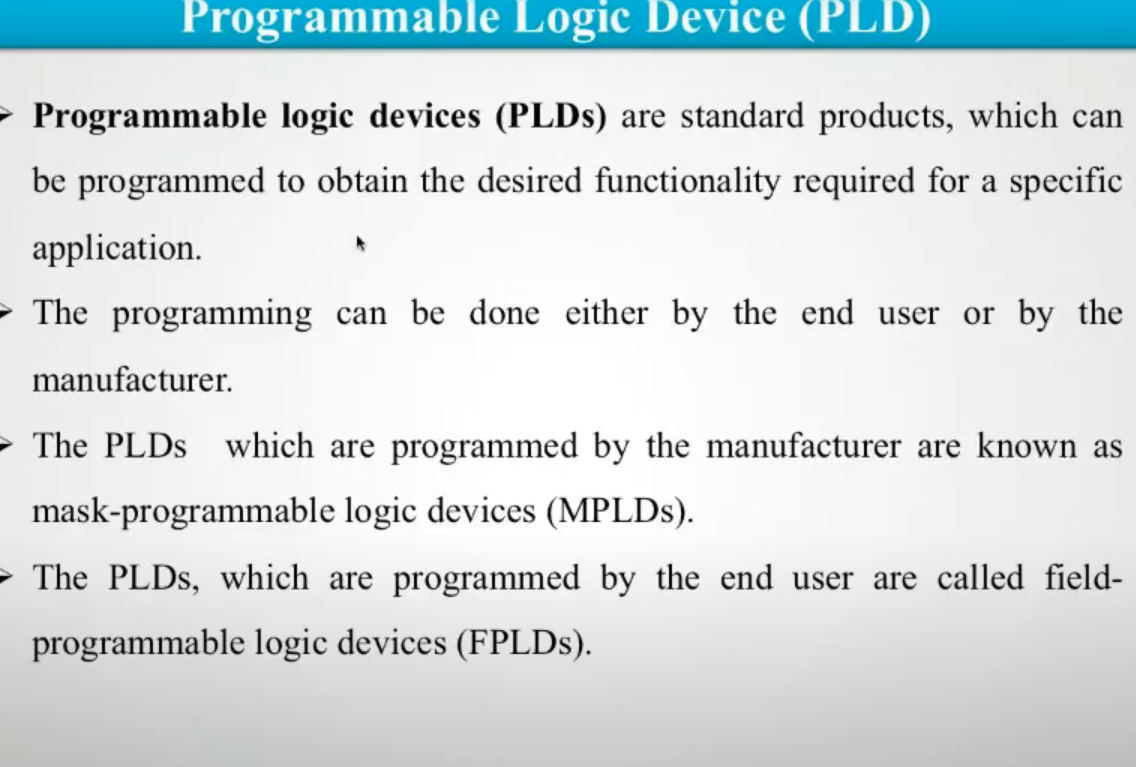 Programmable Logic Device (PLD)
Programmable logic devices (PLDs) are standard products, which can
be programmed to obtain the desired functionality required for a specific
application.
The programming can be done either by the end user or by the
manufacturer.
The PLDs which are programmed by the manufacturer are known as
mask-programmable logic devices (MPLDs).
The PLDs, which are programmed by the end user are called field-
programmable logic devices (FPLDs).